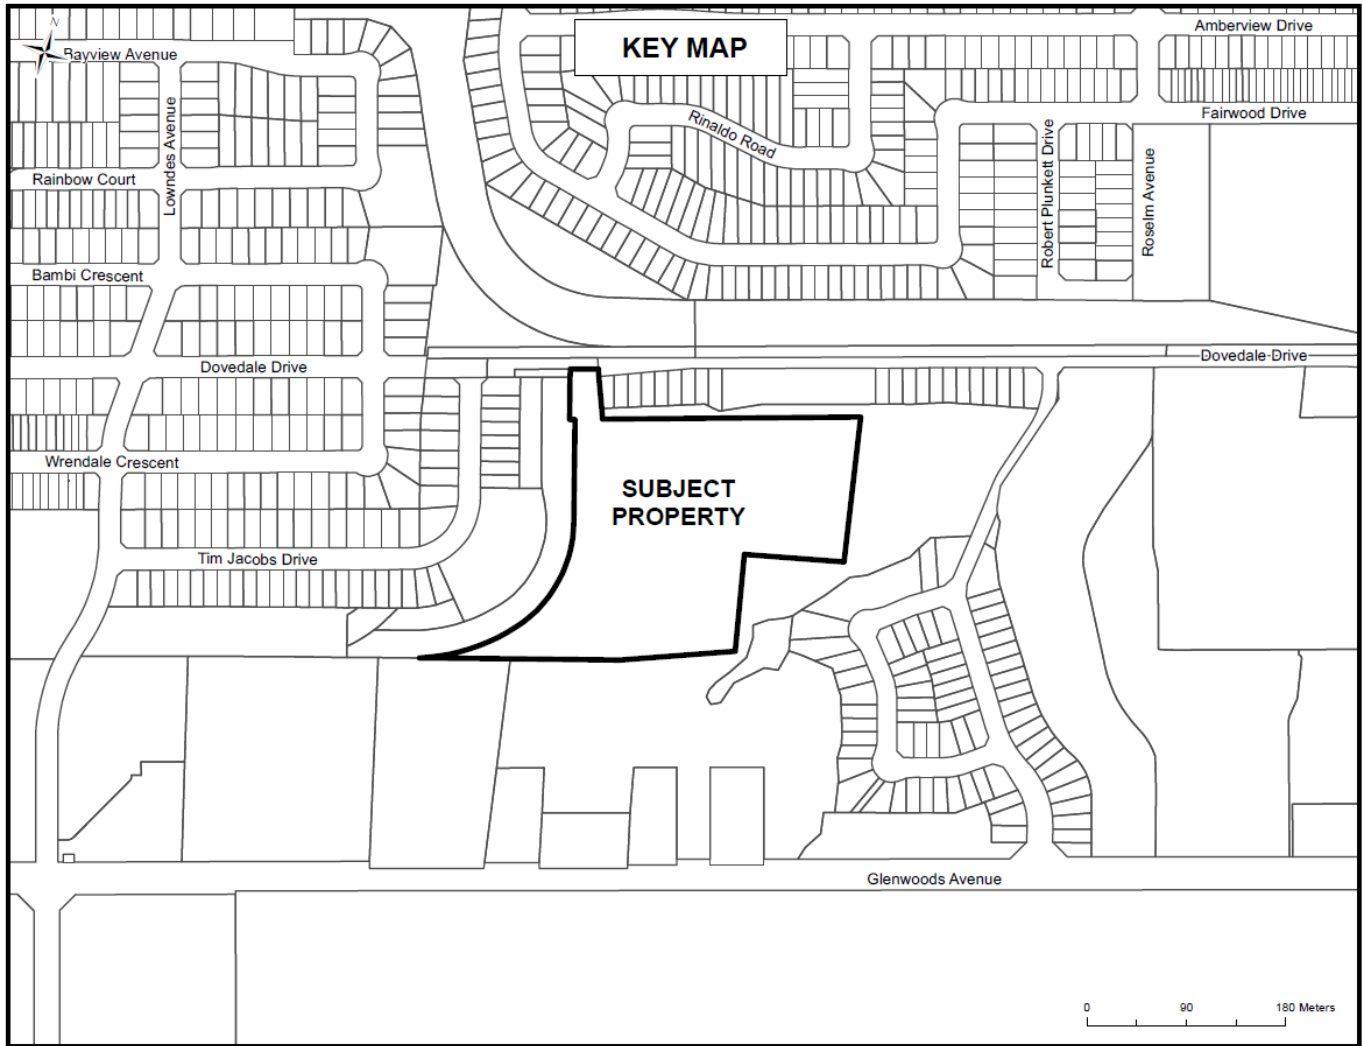 N
KEY MAP
Amberview Drive
Bayview Avenue
Fairwood Drive
Lowndes Avenue
Rinaldo Road
Robert Plunkett Drive
Roselm Avenue
Rainbow Court
Bambi Crescent
Dovedale Drive
Dovedale Drive
Wrendale Crescent
SUBJECT
PROPERTY
Tim Jacobs Drive
Glenwoods Avenue
0 90 180 Meters